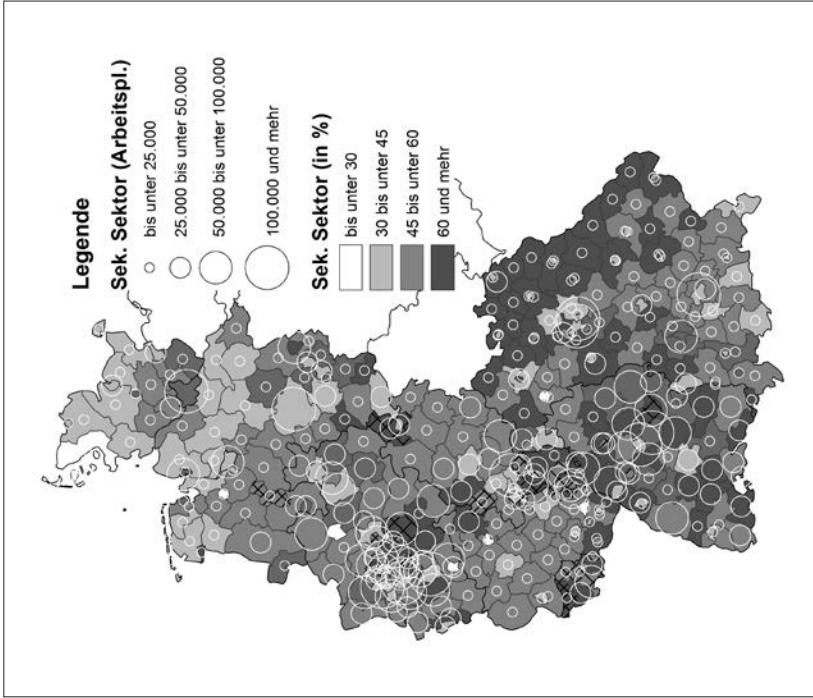 Legende
Sek. Sektor (Arbeitspl.)
bis unter 25.000
25.000 bis unter 50.000
50.000 bis unter 100.000
100.000 und mehr
Sek. Sektor (in %)
bis unter 30
30 bis unter 45
45 bis unter 60
60 und mehr